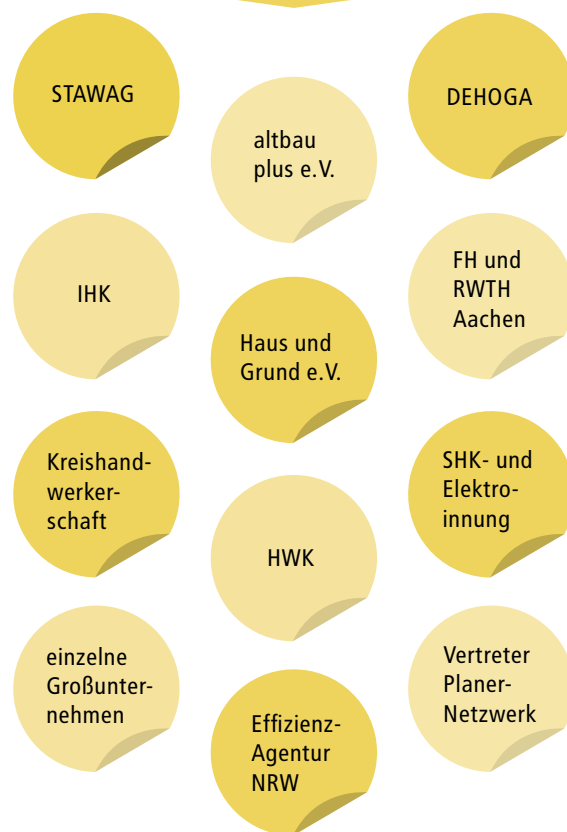 STAWAG
DEHOGA
altbau
plus e.V.
IHK
FH und
RWTH
Aachen
Haus und
Grund e.V.
Kreishand-
werker-
schaft
SHK- und
Elektro-
innung
HWK
einzelne
Großunter-
nehmen
Vertreter
Planer-
Netzwerk
Effizienz-
Agentur
NRW